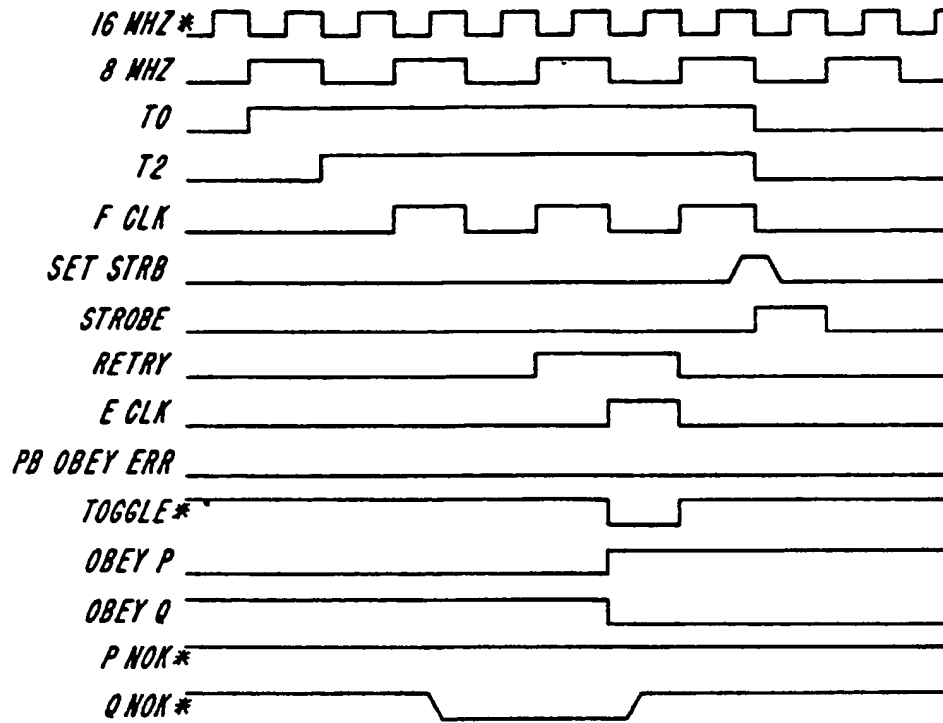 16 MHZ*
8 MHZ
T0
T2
F CLK
SET STRB
STROBE
RETRY
E CLK
PB OBEY ERR
TOGGLE*
OBEY P
OBEY Q
P NOK*
Q NOK*